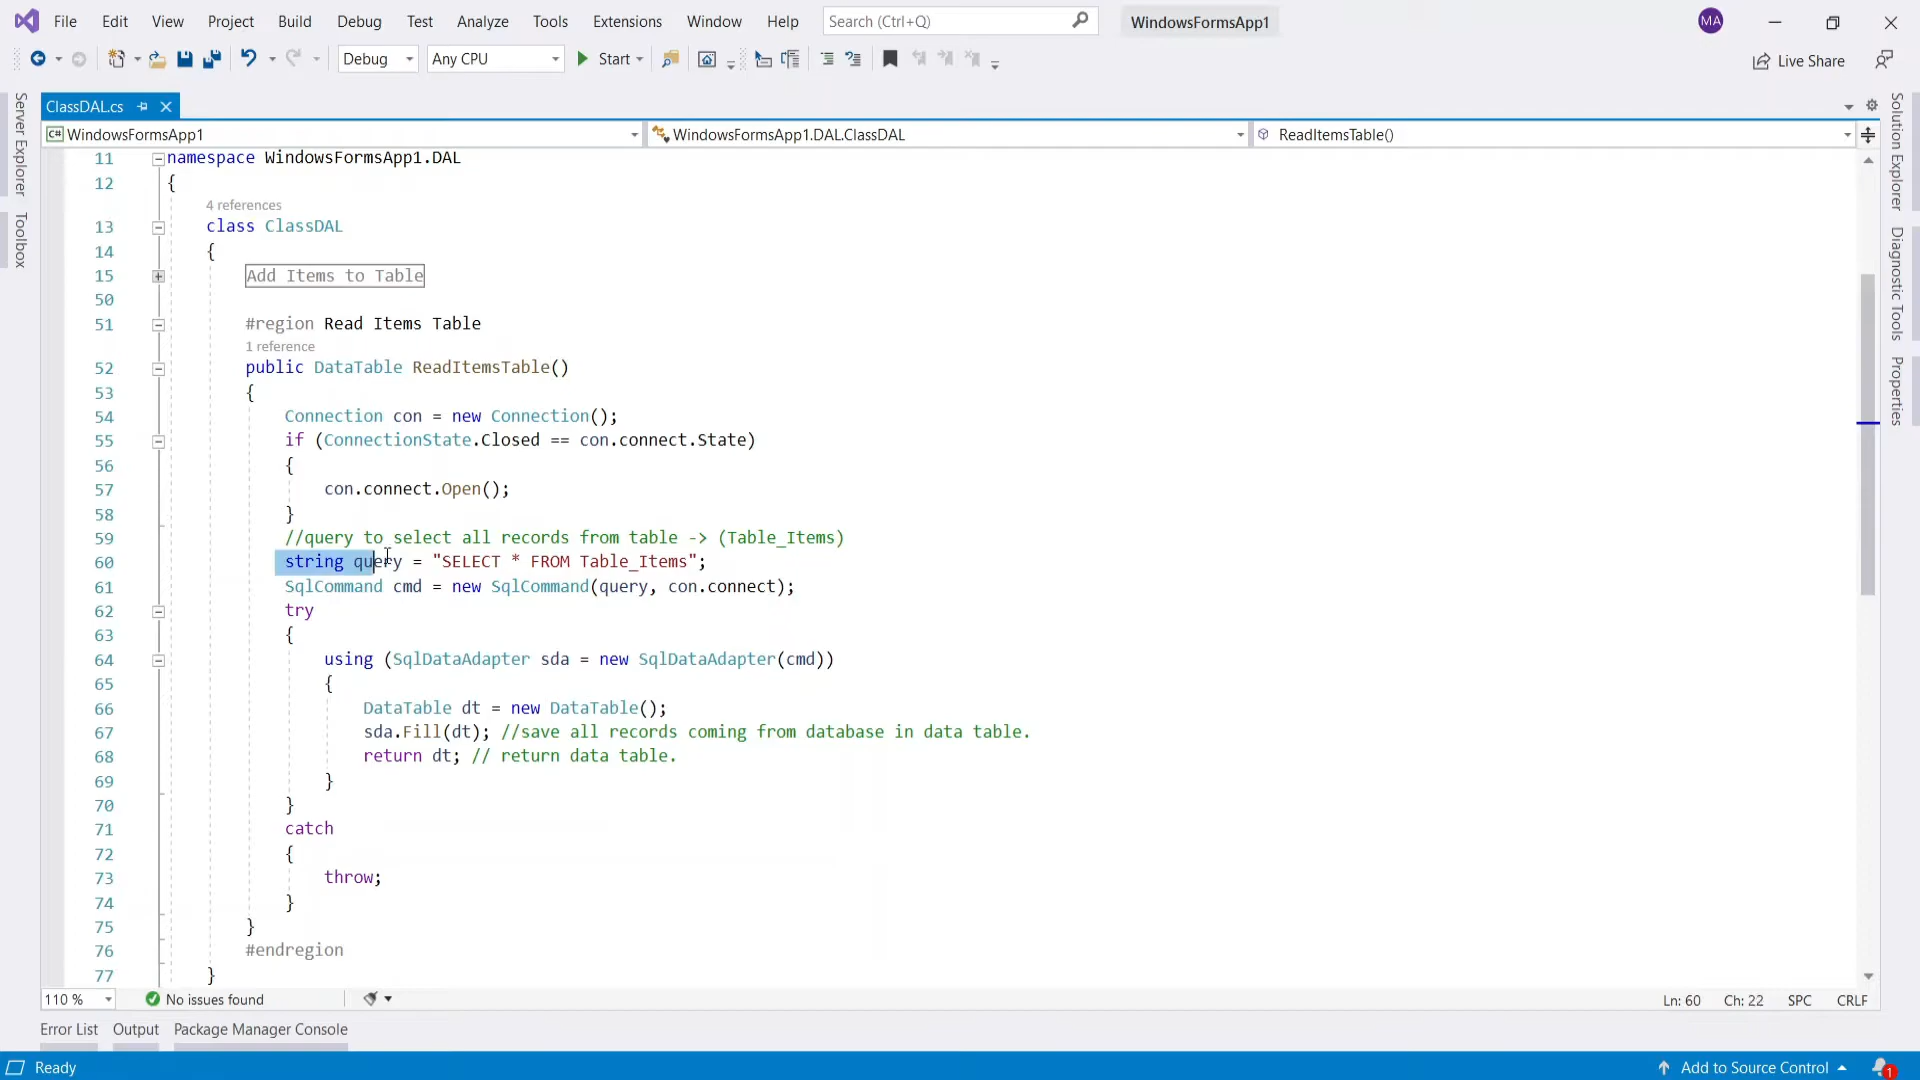 File Edit View Project Build Debug Test Analyze Tools Extensions Window Help Search (Ctrl+Q) WindowsFormsApp1 MA
Debug Any CPU Start Live Share
ClassDAL.cs
C# WindowsFormsApp1 WindowsFormsApp1.DAL.ClassDAL ReadItemsTable()
Server Explorer
Toolbox
11 namespace WindowsFormsApp1.DAL
12 {
4 references
13 class ClassDAL
14 {
15 Add Items to Table
50
51 #region Read Items Table
1 reference
52 public DataTable ReadItemsTable()
53 {
54 Connection con = new Connection();
55 if (ConnectionState.Closed == con.connect.State)
56 {
57 con.connect.Open();
58 }
59 //query to select all records from table -> (Table_Items)
60 string query = "SELECT * FROM Table_Items";
61 SqlCommand cmd = new SqlCommand(query, con.connect);
62 try
63 {
64 using (SqlDataAdapter sda = new SqlDataAdapter(cmd))
65 {
66 DataTable dt = new DataTable();
67 sda.Fill(dt); //save all records coming from database in data table.
68 return dt; // return data table.
69 }
70 }
71 catch
72 {
73 throw;
74 }
75 }
76 #endregion
77 }
Solution Explorer
Diagnostic Tools
Properties
110 % No issues found Ln: 60 Ch: 22 SPC CRLF
Error List Output Package Manager Console
Ready Add to Source Control 1